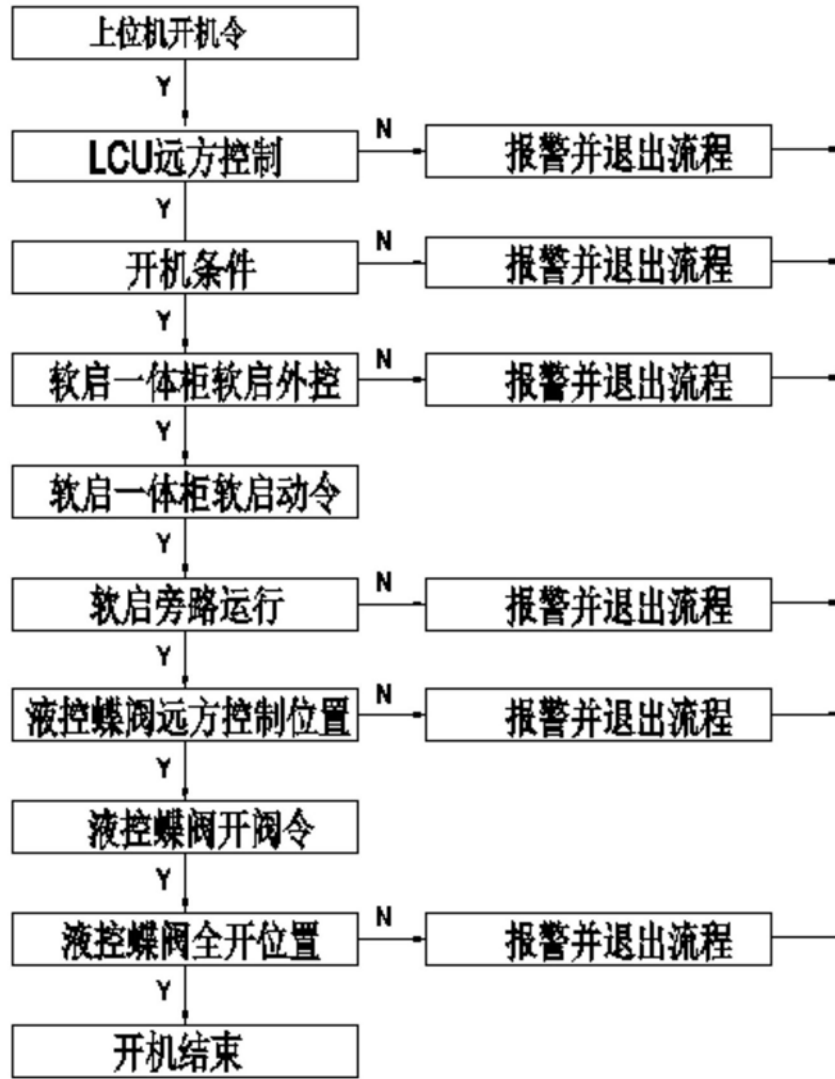 上位机开机令
Y
LCU远方控制
N
报警并退出流程
Y
开机条件
N
报警并退出流程
Y
软启一体柜软启外控
N
报警并退出流程
Y
软启一体柜软启动令
Y
软启旁路运行
N
报警并退出流程
Y
液控蝶阀远方控制位置
N
报警并退出流程
Y
液控蝶阀开阀令
Y
液控蝶阀全开位置
N
报警并退出流程
Y
开机结束